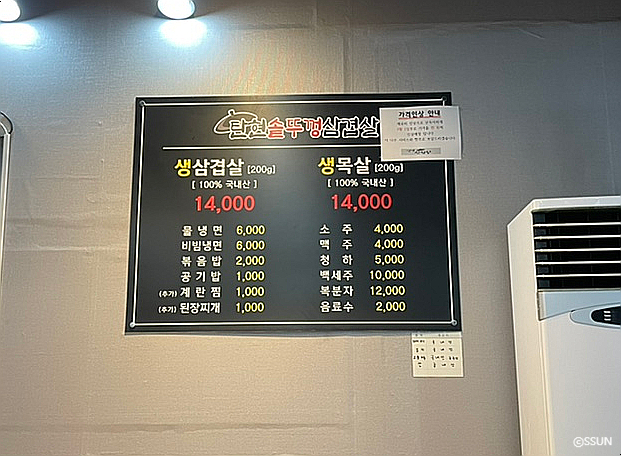 탄현솥뚜껑삼겹살
가격인상 안내
생삼겹살 [200g]
[ 100% 국내산 ]
14,000
물냉면 6,000
비빔냉면 6,000
볶음밥 2,000
공기밥 1,000
(추가) 계란찜 1,000
(추가) 된장찌개 1,000
생목살 [200g]
[ 100% 국내산 ]
14,000
소주 4,000
맥주 4,000
청하 5,000
백세주 10,000
복분자 12,000
음료수 2,000
©SSUN